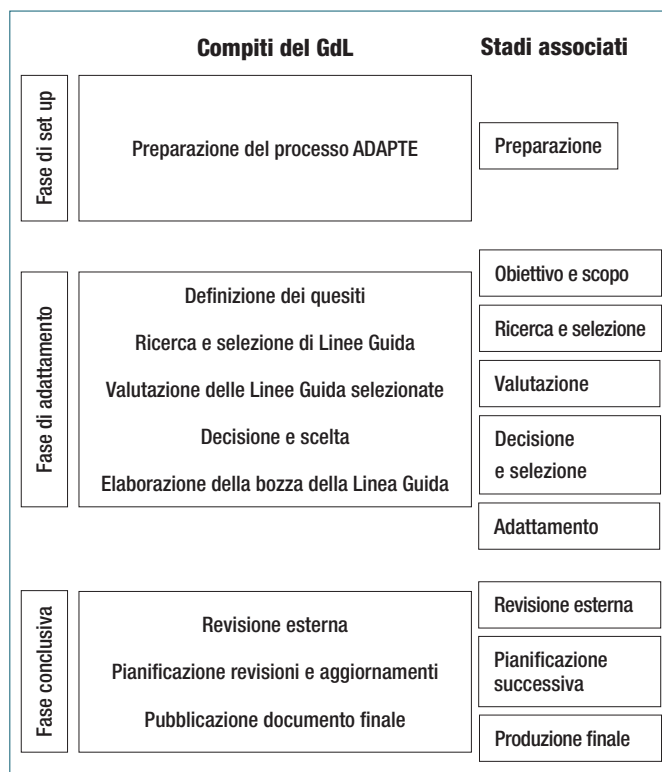 Compiti del GdL
Stadi associati
Fase di set up
Preparazione del processo ADAPTE
Preparazione
Fase di adattamento
Definizione dei quesiti
Ricerca e selezione di Linee Guida
Valutazione delle Linee Guida selezionate
Decisione e scelta
Elaborazione della bozza della Linea Guida
Obiettivo e scopo
Ricerca e selezione
Valutazione
Decisione
e selezione
Adattamento
Fase conclusiva
Revisione esterna
Pianificazione revisioni e aggiornamenti
Pubblicazione documento finale
Revisione esterna
Pianificazione
successiva
Produzione finale